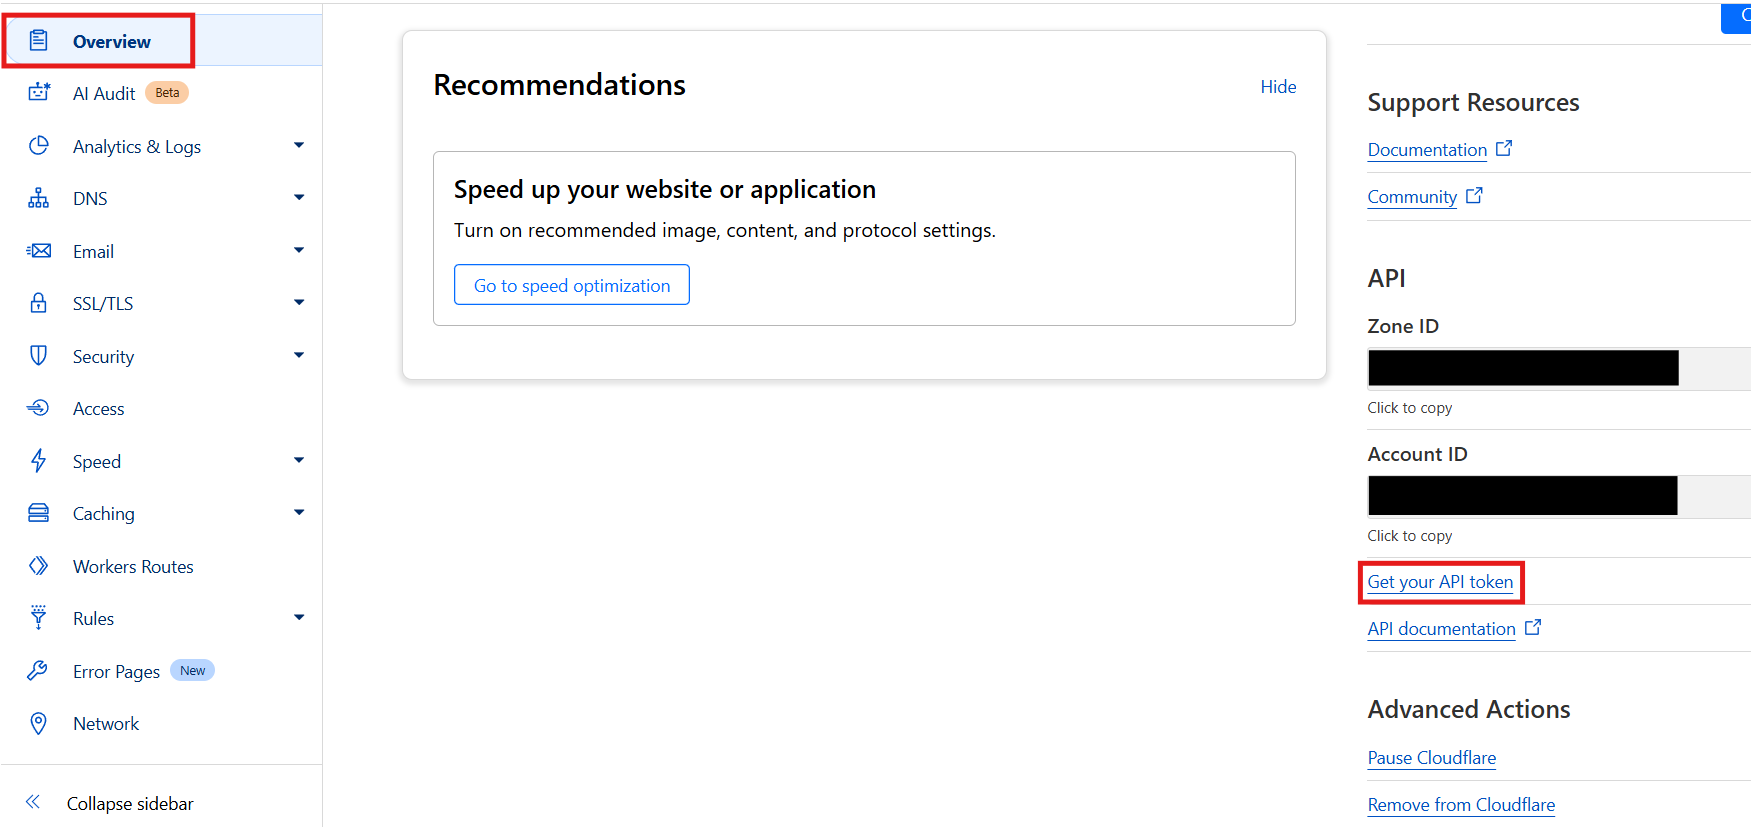 Overview
AI Audit Beta
Analytics & Logs
DNS
Email
SSL/TLS
Security
Access
Speed
Caching
Workers Routes
Rules
Error Pages New
Network
Collapse sidebar
Recommendations
Hide
Speed up your website or application
Turn on recommended image, content, and protocol settings.
Go to speed optimization
Support Resources
Documentation
Community
API
Zone ID
Click to copy
Account ID
Click to copy
Get your API token
API documentation
Advanced Actions
Pause Cloudflare
Remove from Cloudflare